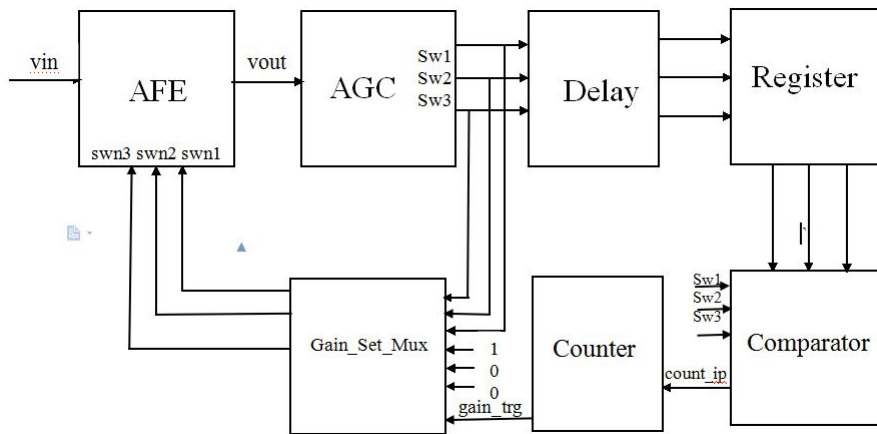 vin
AFE
swn3 swn2 swn1
vout
AGC
Sw1
Sw2
Sw3
Delay
Register
Gain_Set_Mux
1
0
0
gain_trg
Counter
count_ip
Sw1
Sw2
Sw3
Comparator